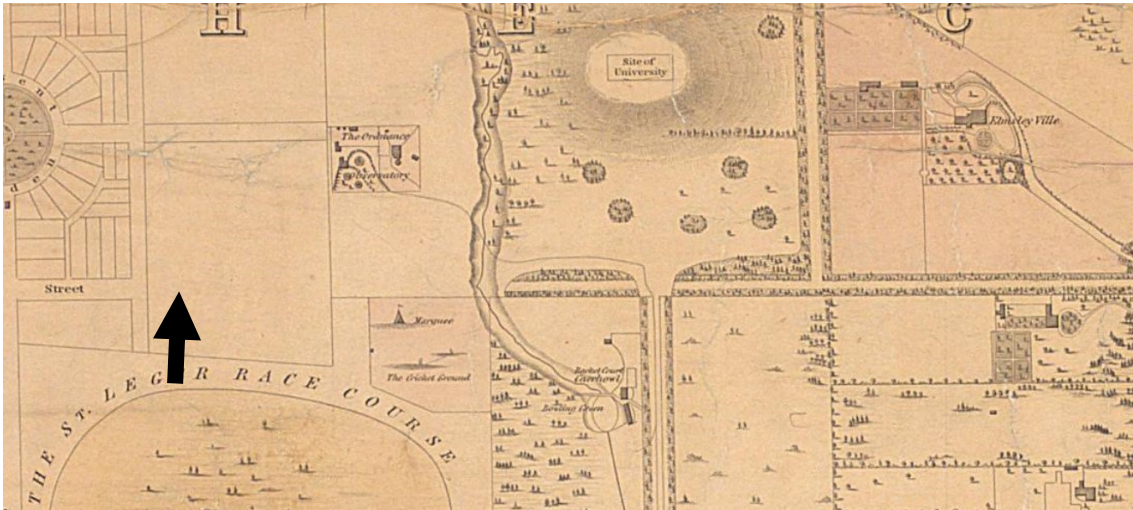 H E C
Site of
University
Elmsley Ville
The Ordnance
Observatory
Street
Marquee
The Cricket Ground
Racket Court
Caerhowl
Bowling Green
THE ST. LEGER RACE COURSE